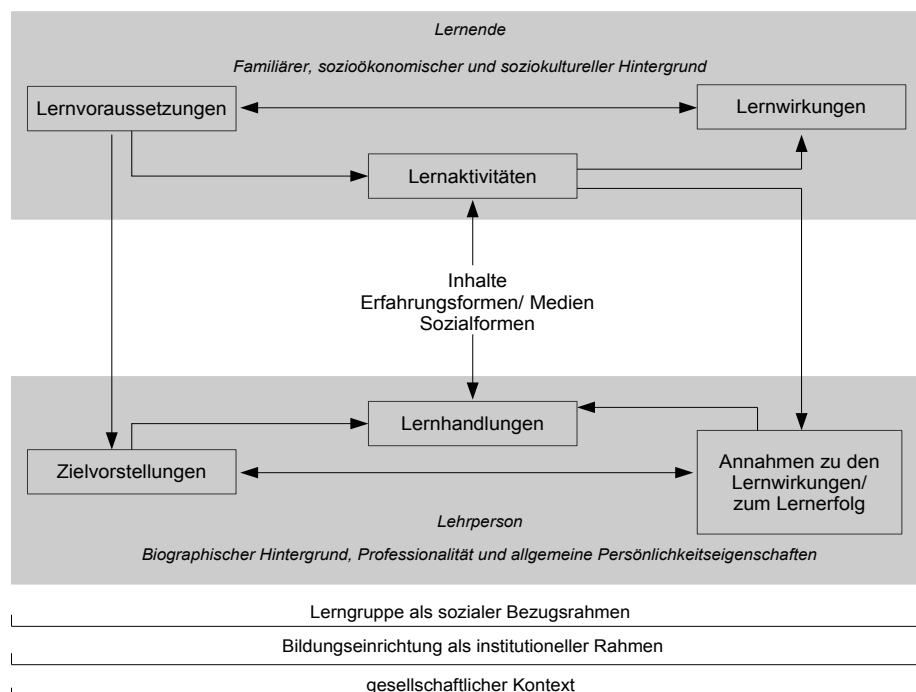 Lernende
Familiärer, sozioökonomischer und soziokultureller Hintergrund
Lernvoraussetzungen
Lernwirkungen
Lernaktivitäten
Inhalte
Erfahrungsformen/ Medien
Sozialformen
Lernhandlungen
Zielvorstellungen
Annahmen zu den
Lernwirkungen/
zum Lernerfolg
Lehrperson
Biographischer Hintergrund, Professionalität und allgemeine Persönlichkeitseigenschaften
Lerngruppe als sozialer Bezugsrahmen
Bildungseinrichtung als institutioneller Rahmen
gesellschaftlicher Kontext